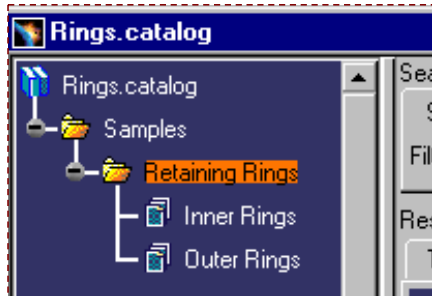 Rings.catalog
Rings.catalog
Samples
Retaining Rings
Inner Rings
Outer Rings